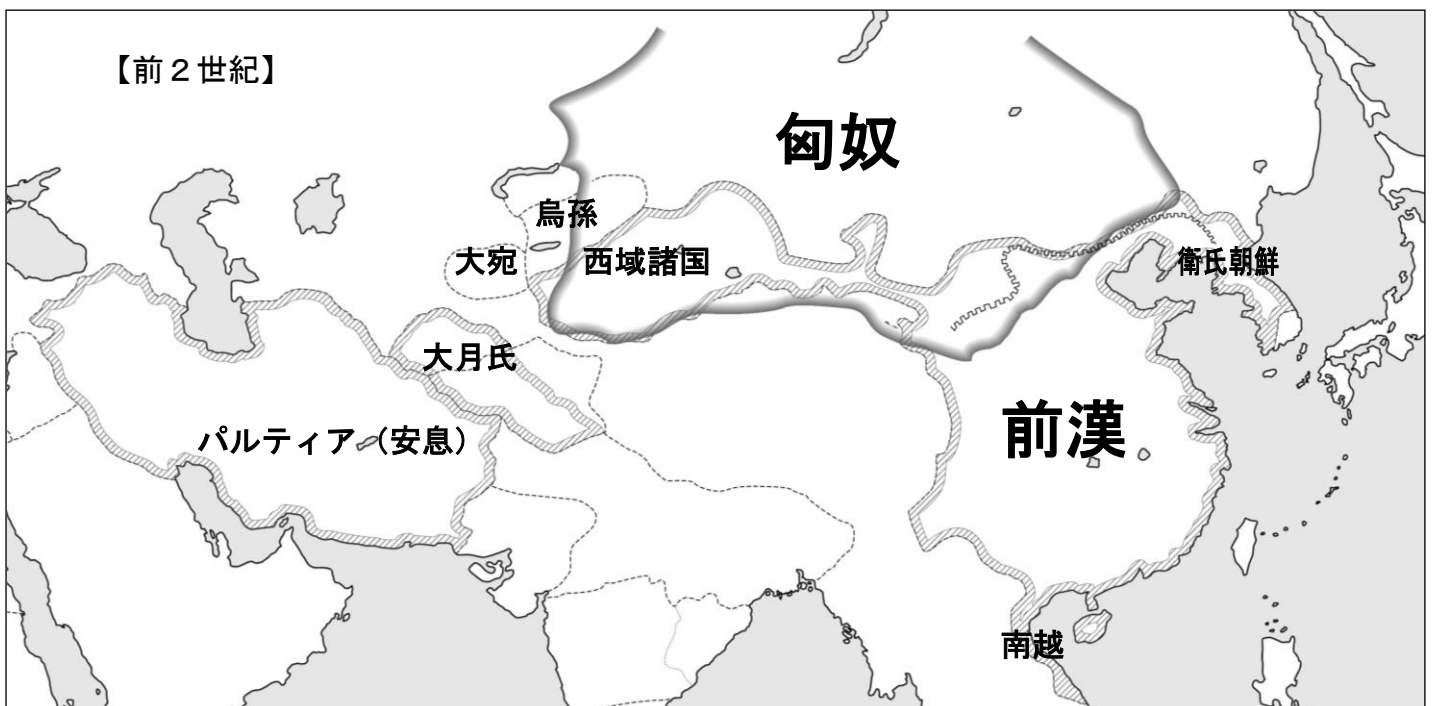 【前２世紀】
匈奴
烏孫
大宛
西域諸国
衛氏朝鮮
大月氏
前漢
パルティア（安息）
南越